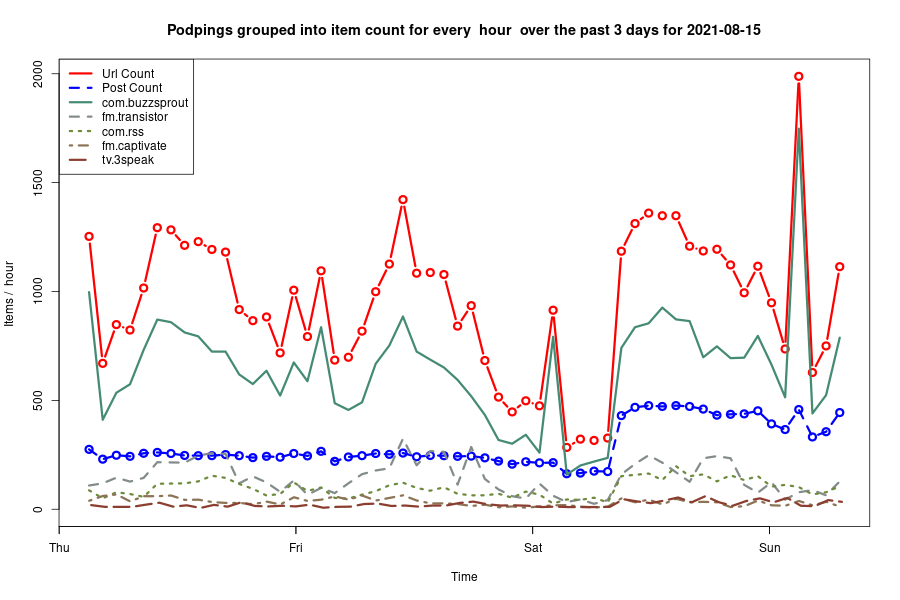 Podpings grouped into item count for every  hour  over the past 3 days for 2021-08-15
Url Count
Post Count
com.buzzsprout
fm.transistor
com.rss
fm.captivate
tv.3speak
Items /  hour
2000
1500
1000
500
0
Thu
Fri
Sat
Sun
Time